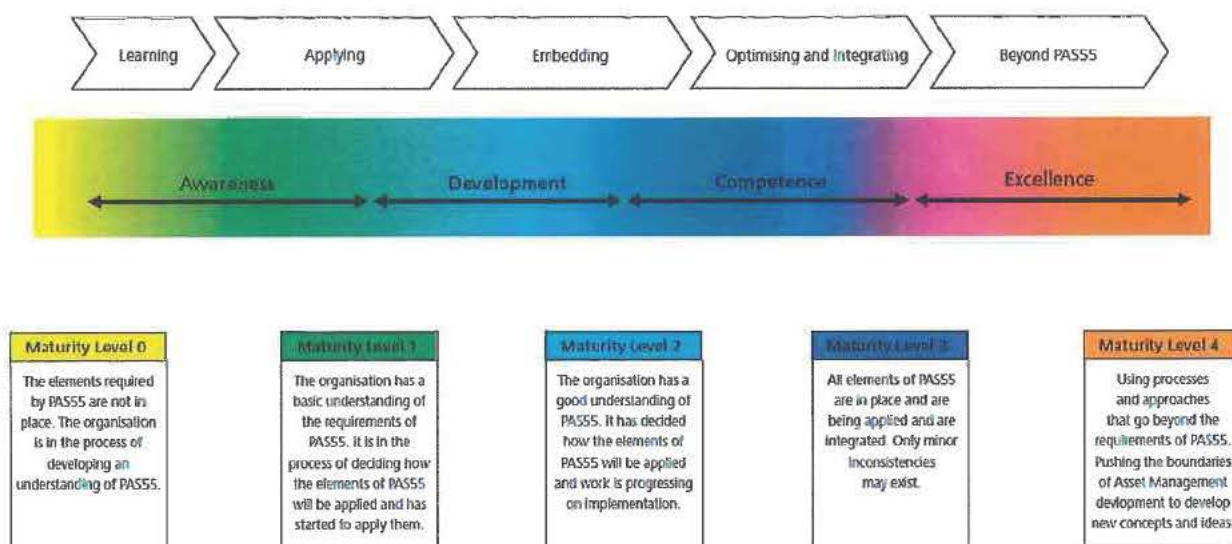 Learning
Applying
Embedding
Optimising and Integrating
Beyond PAS55
Awareness
Development
Competence
Excellence
Maturity Level 0
The elements required
by PAS55 are not in
place. The organisation
is in the process of
developing an
understanding of PAS55.
Maturity Level 1
The organisation has a
basic understanding of
the requirements of
PAS55. It is in the
process of deciding how
the elements of PAS55
will be applied and has
started to apply them.
Maturity Level 2
The organisation has a
good understanding of
PAS55. It has decided
how the elements of
PAS55 will be applied
and work is progressing
on implementation.
Maturity Level 3
All elements of PAS55
are in place and are
being applied and are
integrated. Only minor
inconsistencies
may exist.
Maturity Level 4
Using processes
and approaches
that go beyond the
requirements of PAS55.
Pushing the boundaries
of Asset Management
devlopment to develop
new concepts and ideas